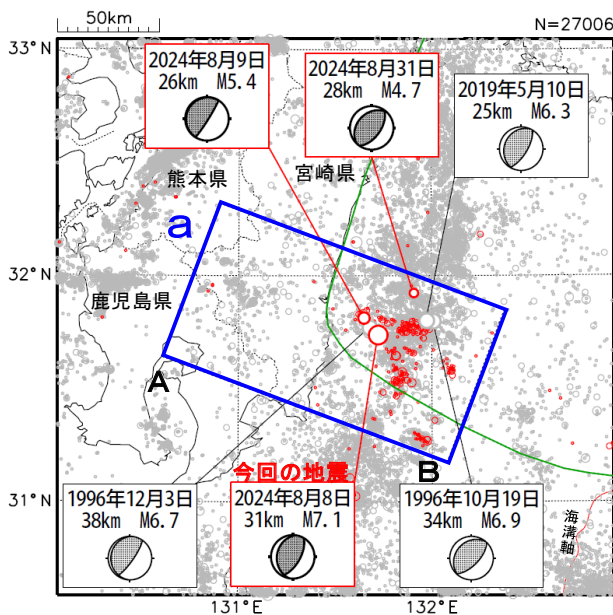 50km
N=27006
33°N
2024年8月9日
26km M5.4
2024年8月31日
28km M4.7
2019年5月10日
25km M6.3
熊本県
宮崎県
a
32°N
鹿児島県
A
今回の地震
B
1996年12月3日
38km M6.7
2024年8月8日
31km M7.1
1996年10月19日
34km M6.9
31°N
海溝軸
131°E
132°E